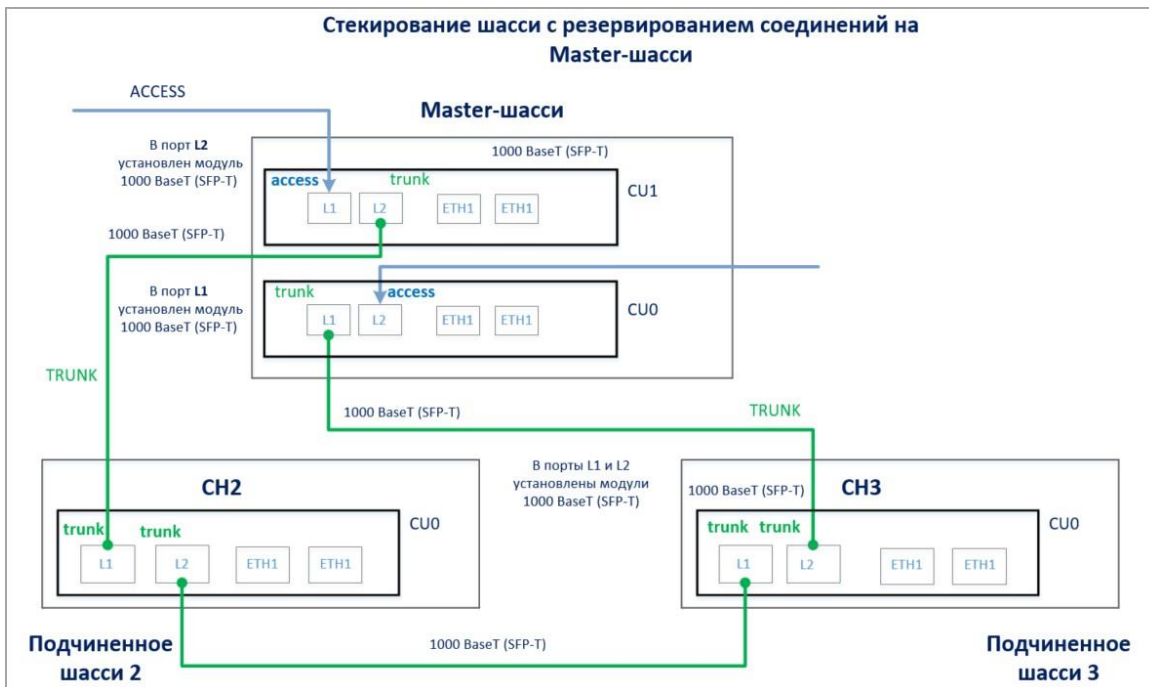 Стекирование шасси с резервированием соединений на
Master-шасси
ACCESS
Master-шасси
В порт L2
установлен модуль
1000 BaseT (SFP-T)
1000 BaseT (SFP-T)
access
trunk
CU1
L1
L2
ETH1
ETH1
1000 BaseT (SFP-T)
В порт L1
установлен модуль
1000 BaseT (SFP-T)
trunk
access
CU0
L1
L2
ETH1
ETH1
TRUNK
1000 BaseT (SFP-T)
TRUNK
CH2
В порты L1 и L2
установлены модули
1000 BaseT (SFP-T)
1000 BaseT (SFP-T)
CH3
trunk
trunk
CU0
L1
L2
ETH1
ETH1
trunk
trunk
CU0
L1
L2
ETH1
ETH1
Подчиненное
шасси 2
1000 BaseT (SFP-T)
Подчиненное
шасси 3